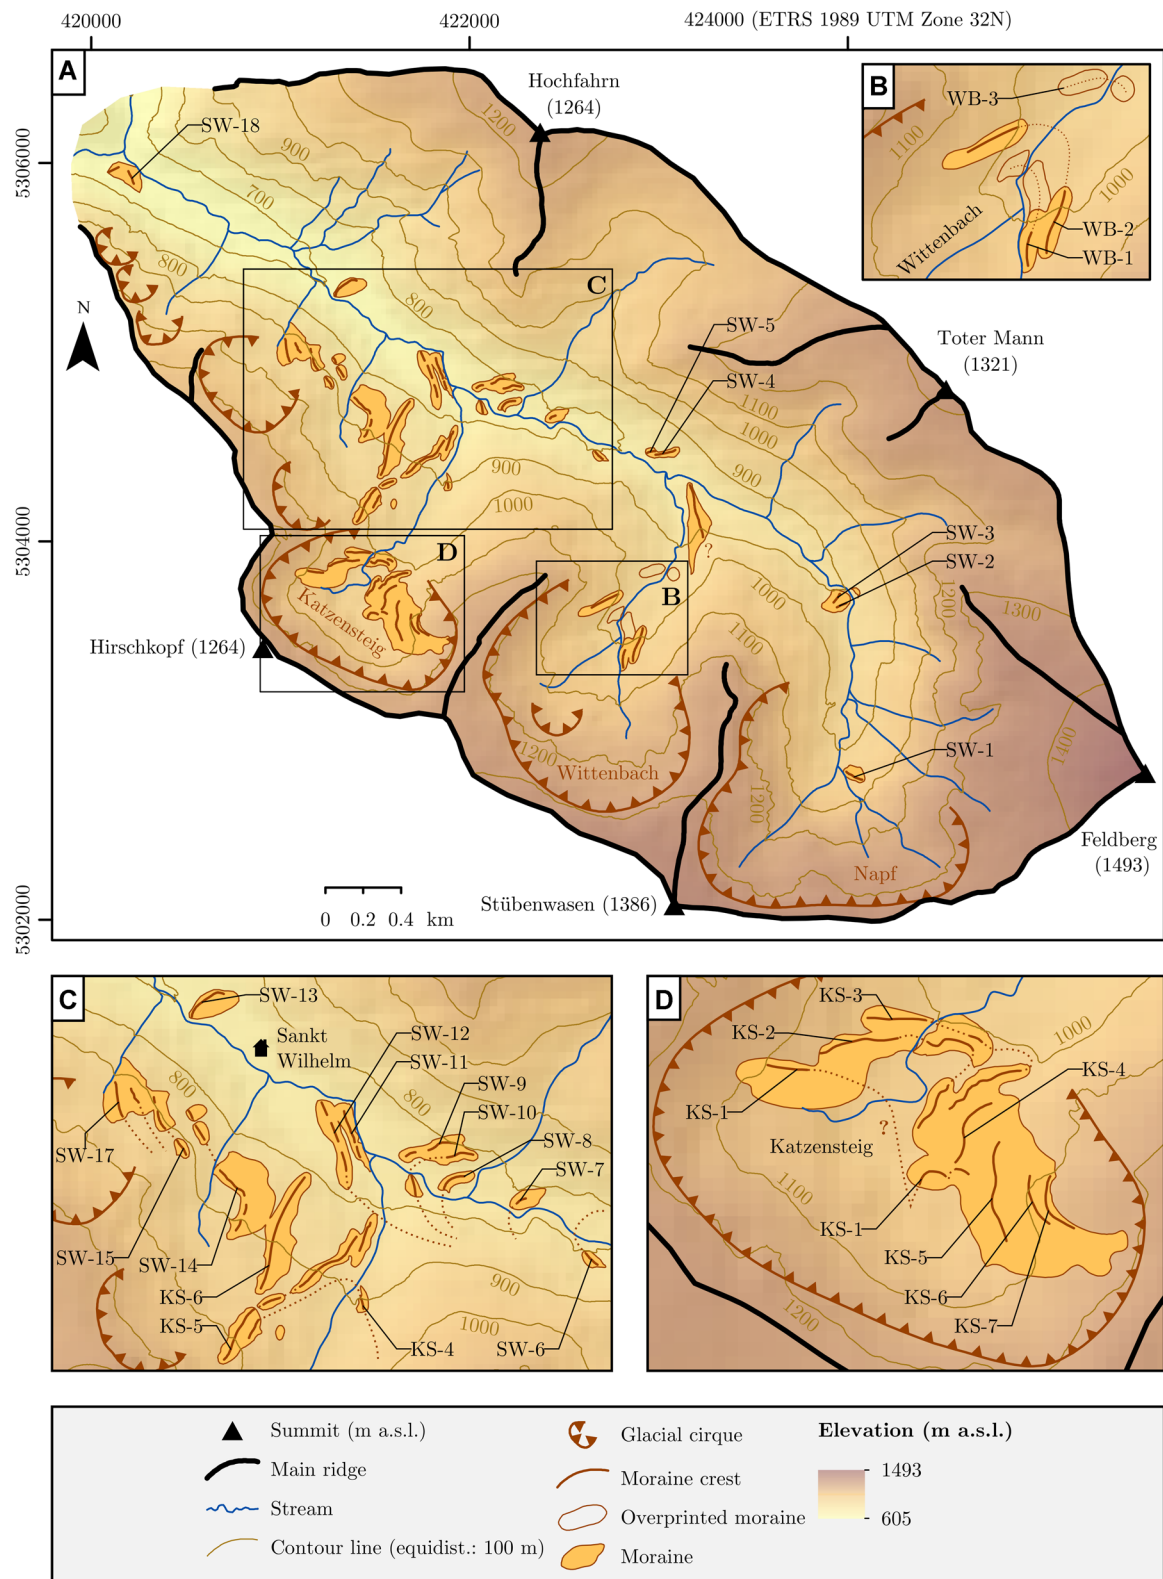 420000
422000
424000 (ETRS 1989 UTM Zone 32N)
5306000
5304000
5302000
A
Hochfahrn
(1264)
SW-18
1200
900
700
800
N
C
800
SW-5
SW-4
Toter Mann
(1321)
1100
1000
900
900
1000
SW-3
SW-2
D
B
?
1000
1100
1200
1300
Katzensteig
Hirschkopf (1264)
1200
Wittenbach
SW-1
1400
1200
Napf
Feldberg
(1493)
Stübenwasen (1386)
0 0.2 0.4 km
B
WB-3
1100
1000
Wittenbach
WB-2
WB-1
C
SW-13
Sankt
Wilhelm
SW-12
SW-11
800
800
SW-9
SW-10
SW-8
SW-7
SW-17
SW-15
SW-14
KS-6
KS-5
KS-4
900
1000
SW-6
D
KS-3
KS-2
1000
KS-4
KS-1
?
Katzensteig
1100
KS-1
KS-5
KS-6
KS-7
1200
Summit (m a.s.l.)
Main ridge
Stream
Contour line (equidist.: 100 m)
Glacial cirque
Moraine crest
Overprinted moraine
Moraine
Elevation (m a.s.l.)
1493
605